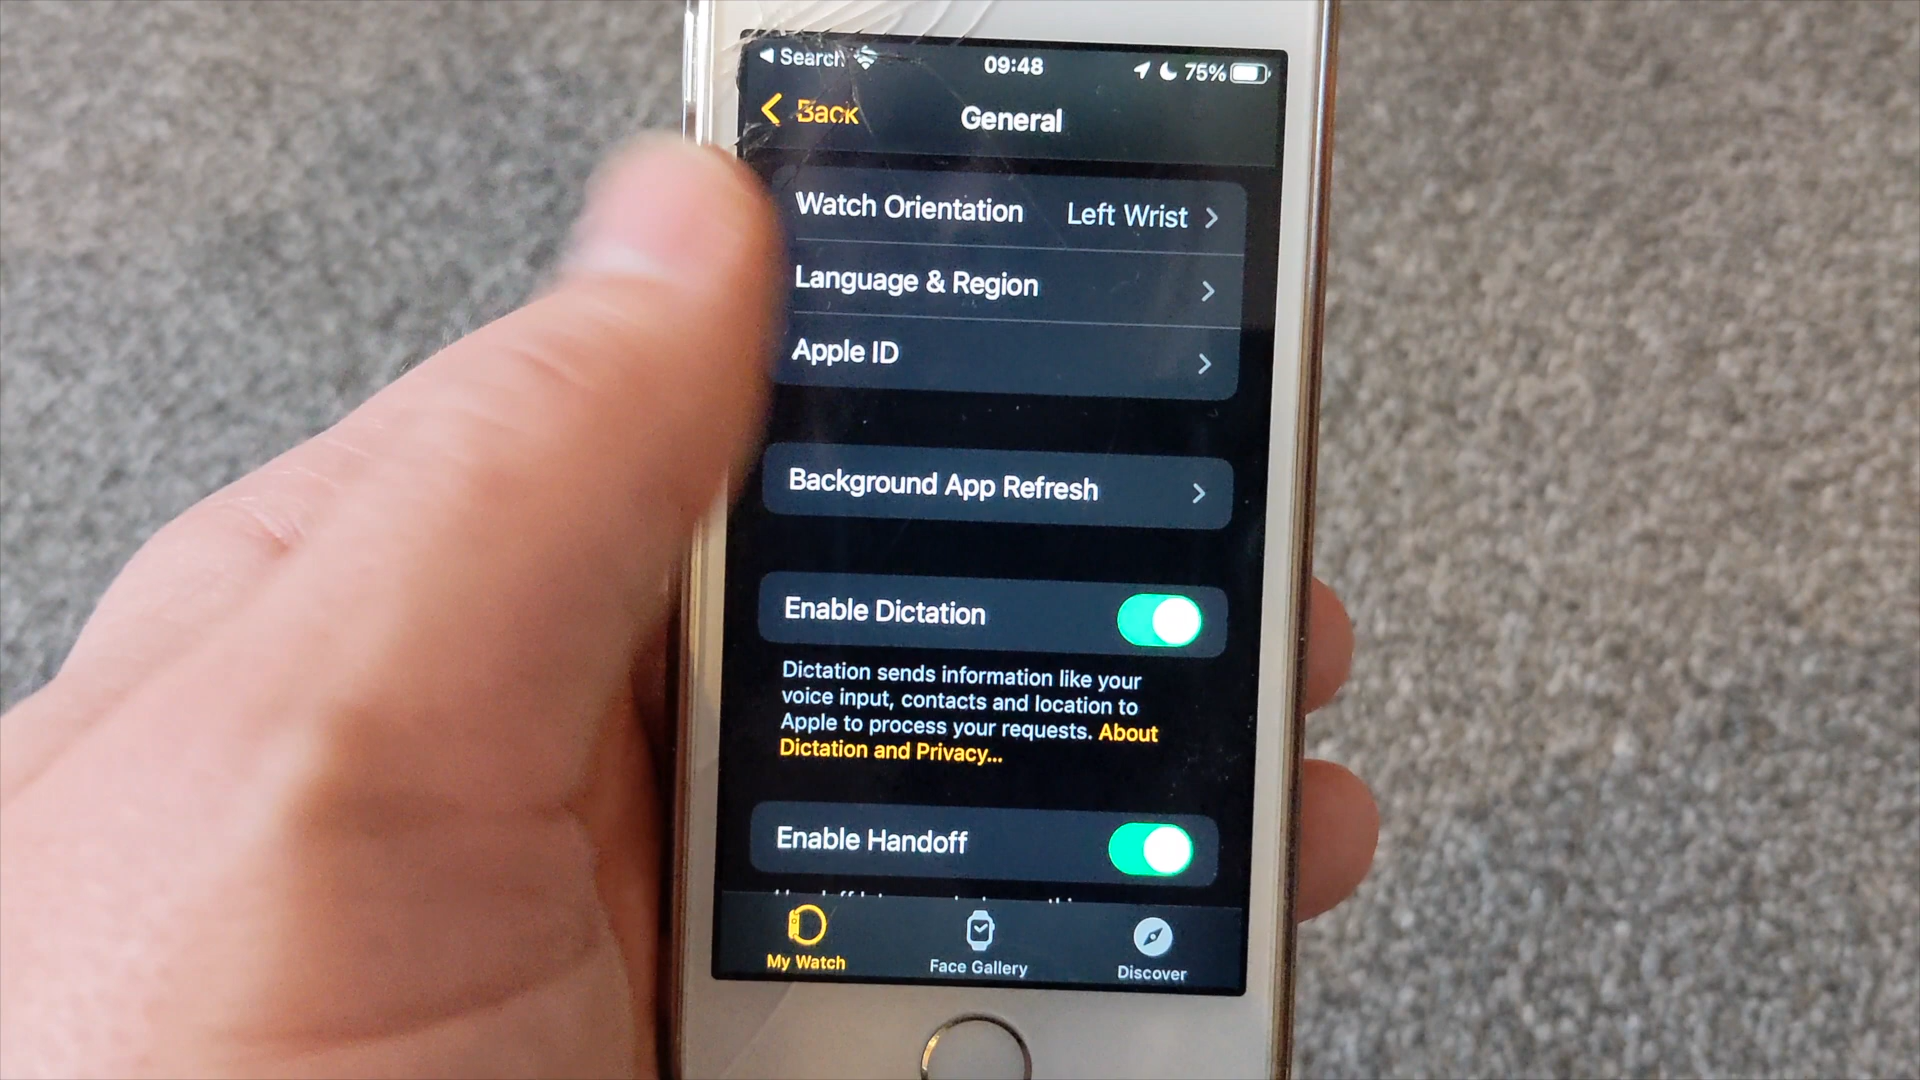 Search
09:48
75%
Back
General
Watch Orientation Left Wrist
Language & Region
Apple ID
Background App Refresh
Enable Dictation
Dictation sends information like your
voice input, contacts and location to
Apple to process your requests. About
Dictation and Privacy...
Enable Handoff
My Watch
Face Gallery
Discover